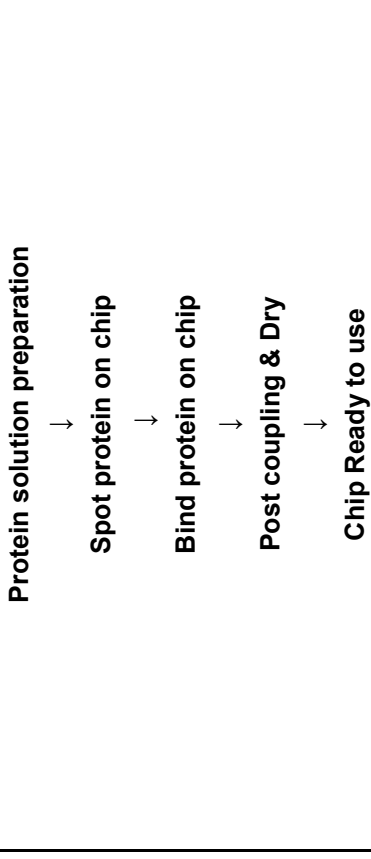 Protein solution preparation
↓
Spot protein on chip
↓
Bind protein on chip
↓
Post coupling & Dry
↓
Chip Ready to use